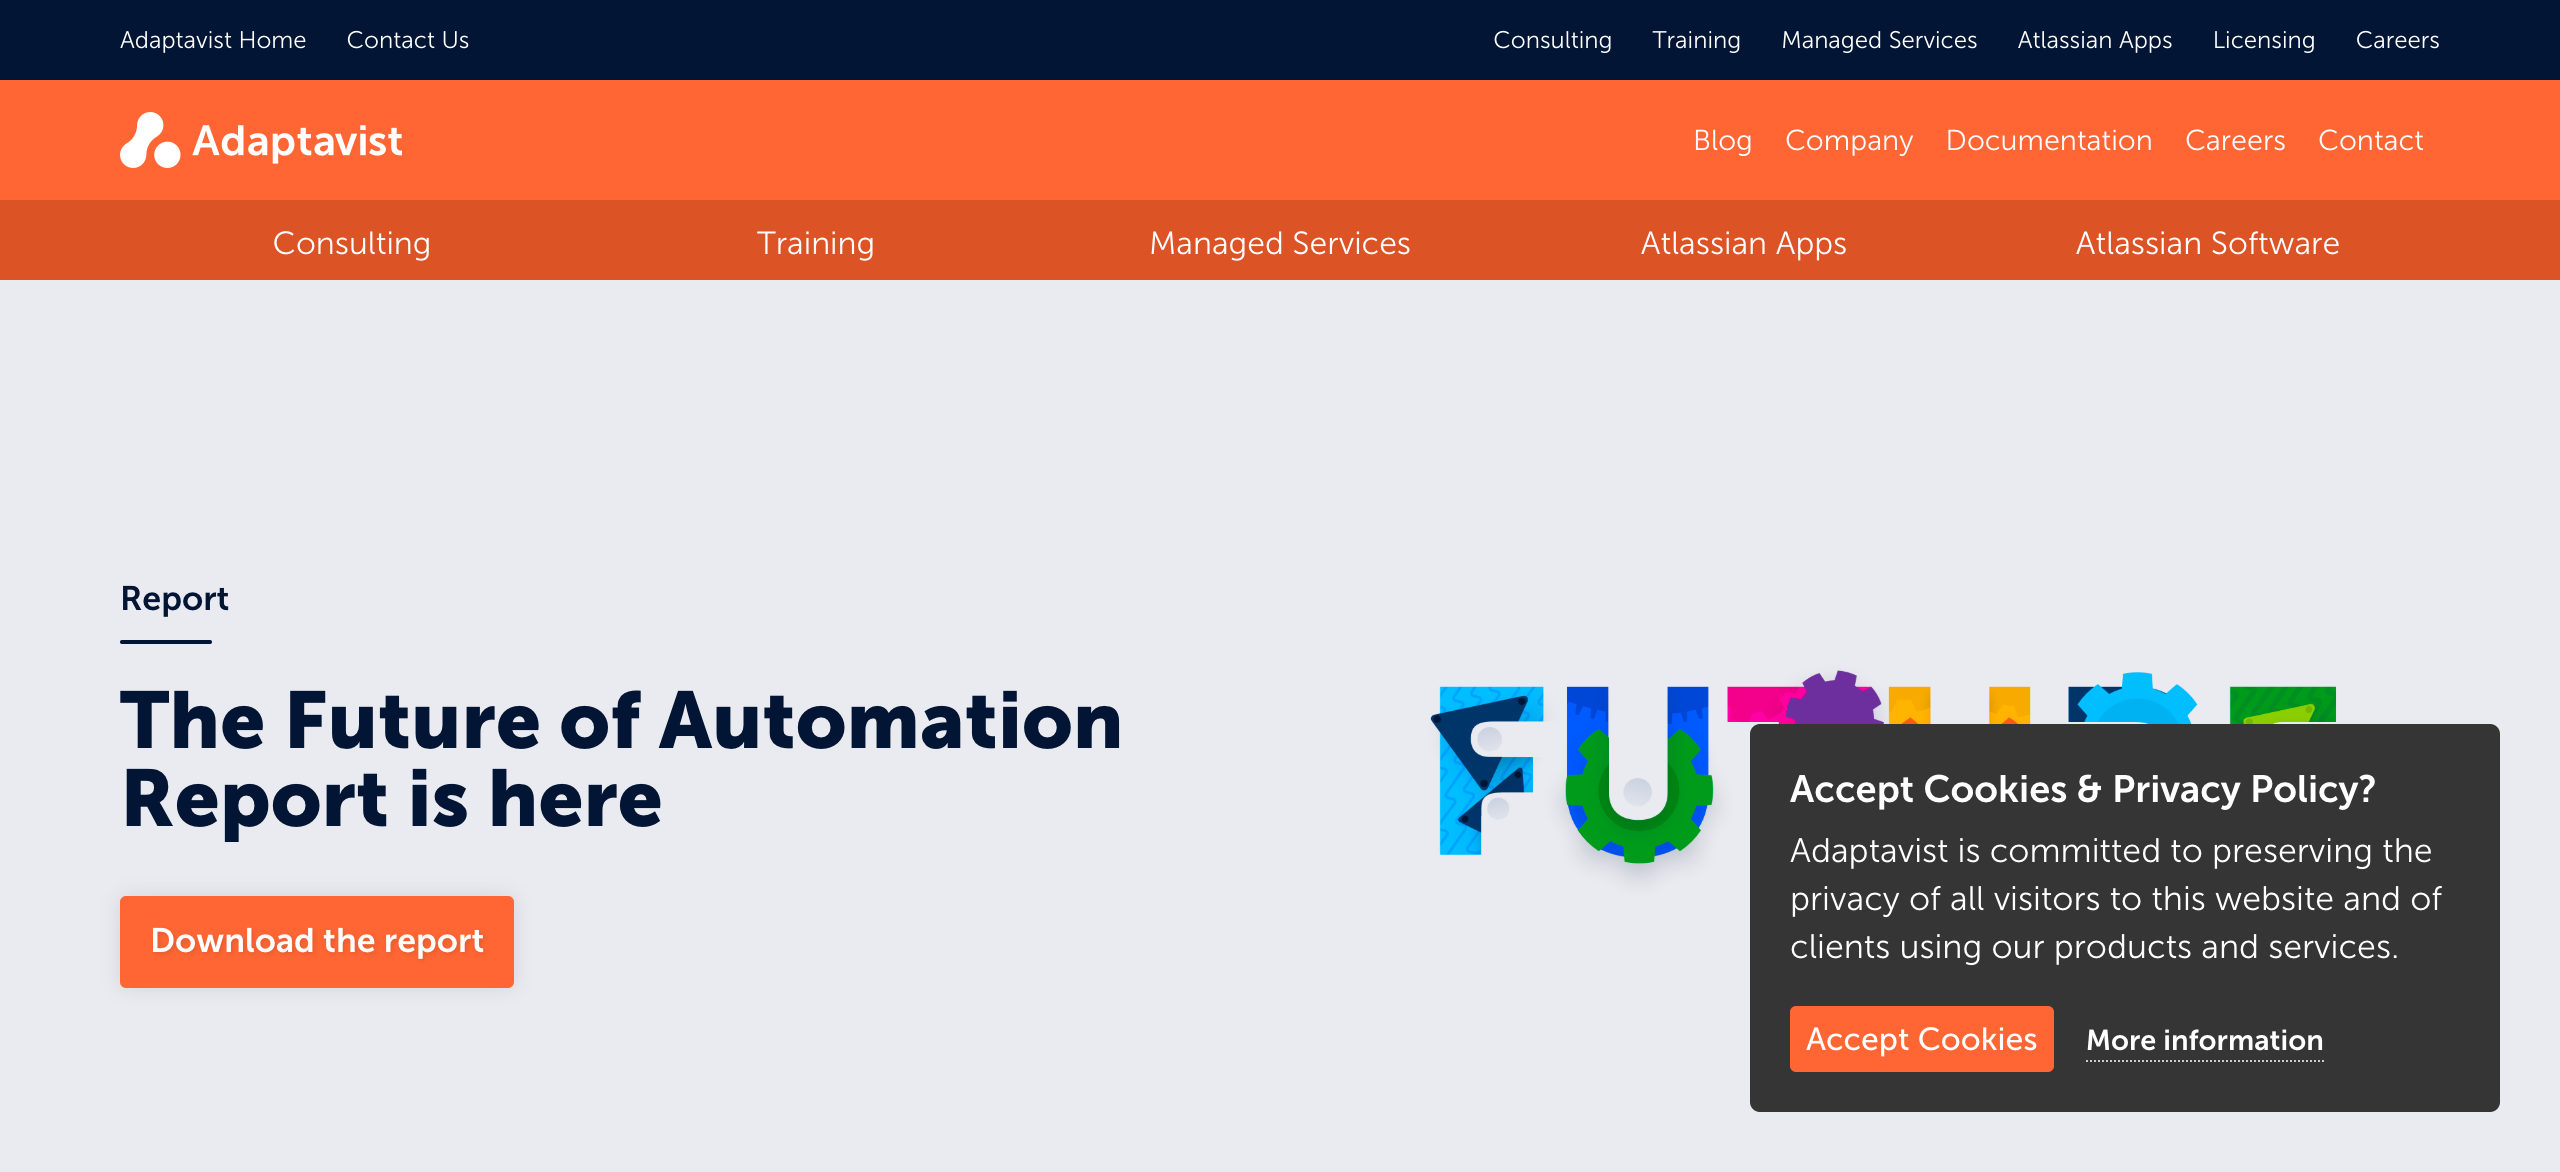 Adaptavist Home Contact Us Consulting Training Managed Services Atlassian Apps Licensing Careers
Adaptavist Blog Company Documentation Careers Contact
Consulting Training Managed Services Atlassian Apps Atlassian Software
Report
The Future of Automation
Report is here
Download the report
FUTURE
Accept Cookies & Privacy Policy?
Adaptavist is committed to preserving the
privacy of all visitors to this website and of
clients using our products and services.
Accept Cookies More information